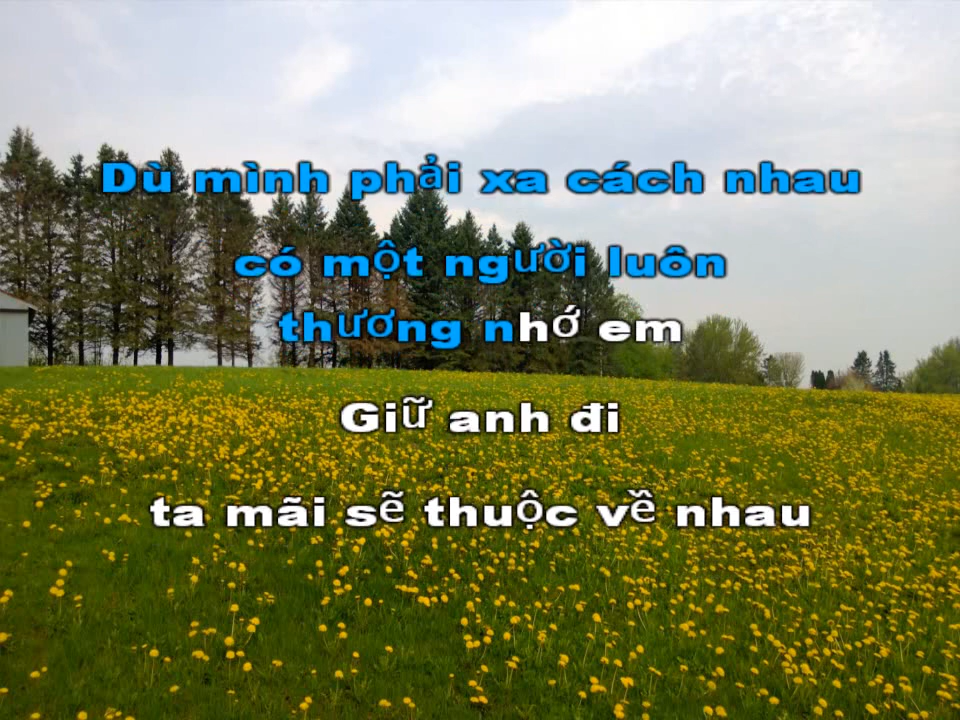 Dù mình phải xa cách nhau
có một người luôn
thương nhớ em
Giữ anh đi
ta mãi sẽ thuộc về nhau